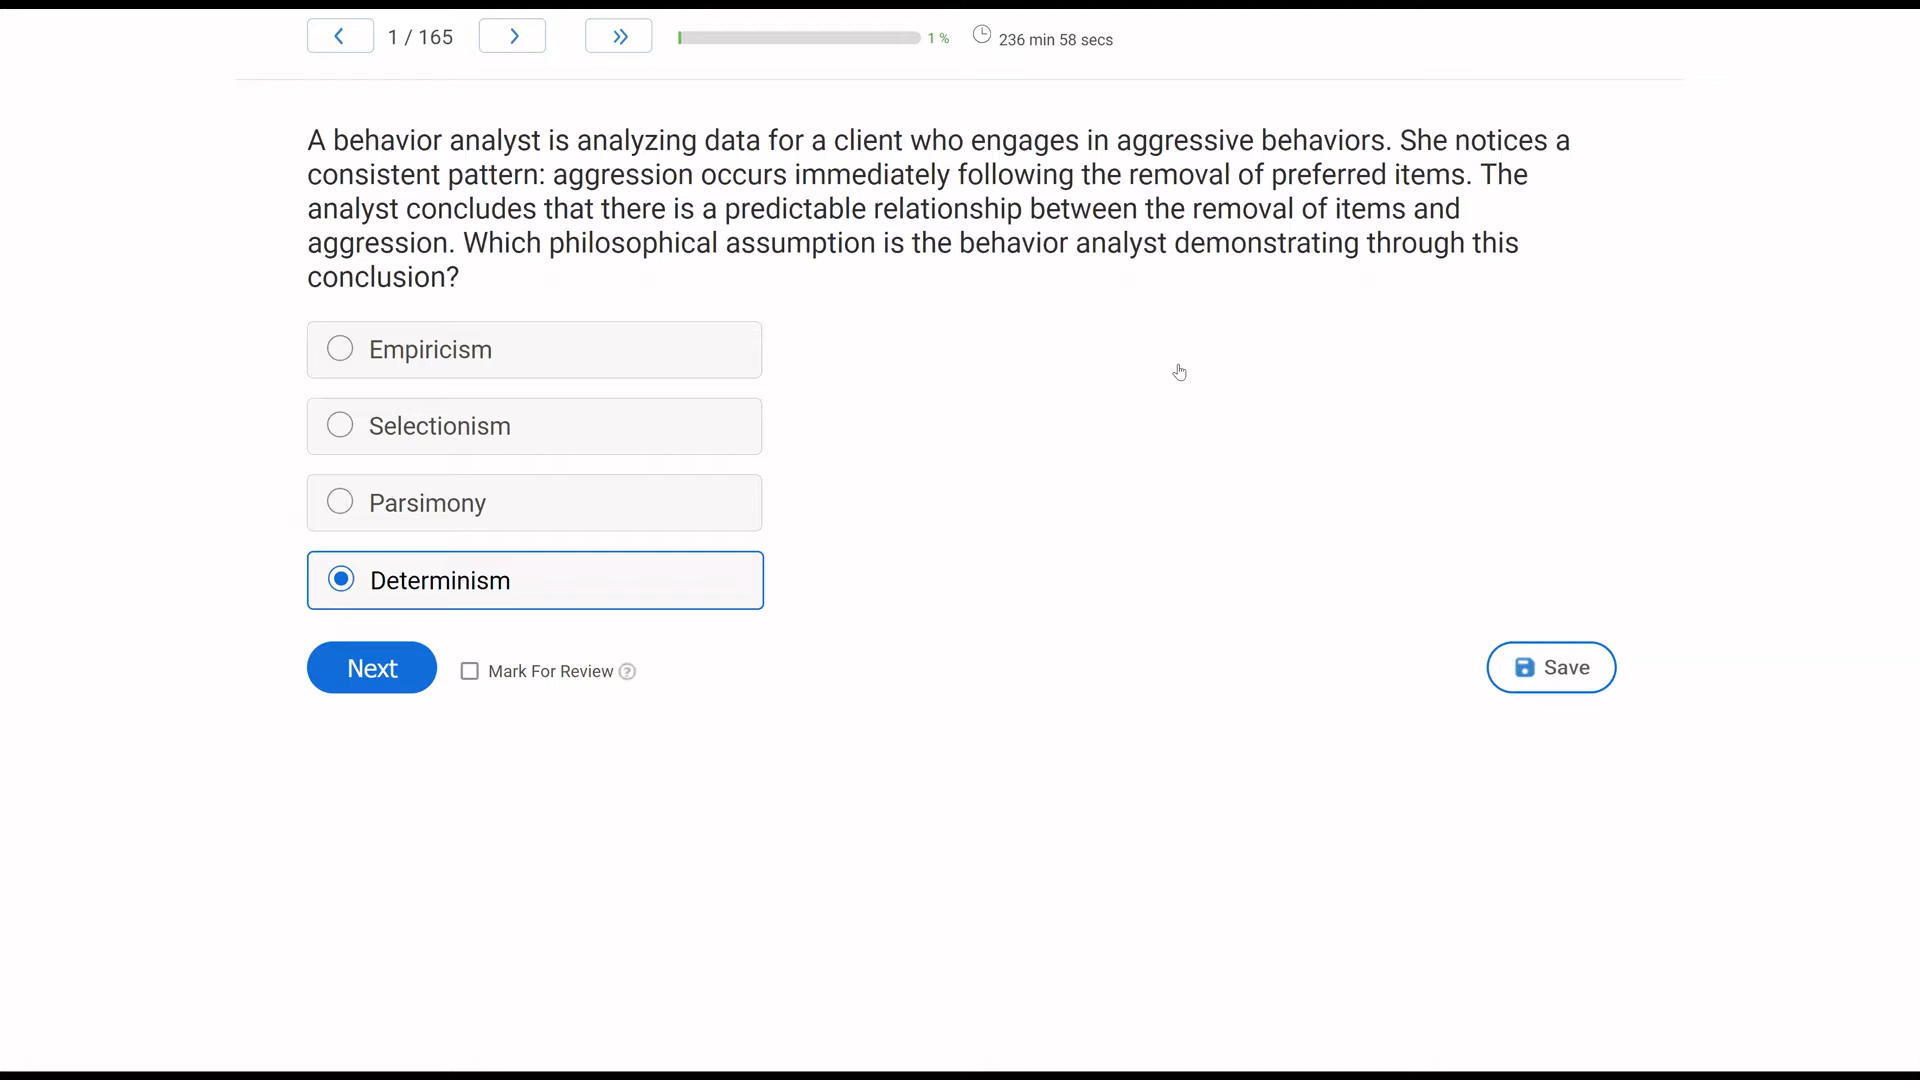 1 / 165
1 %
236 min 58 secs
A behavior analyst is analyzing data for a client who engages in aggressive behaviors. She notices a
consistent pattern: aggression occurs immediately following the removal of preferred items. The
analyst concludes that there is a predictable relationship between the removal of items and
aggression. Which philosophical assumption is the behavior analyst demonstrating through this
conclusion?
Empiricism
Selectionism
Parsimony
Determinism
Next
Mark For Review ?
Save